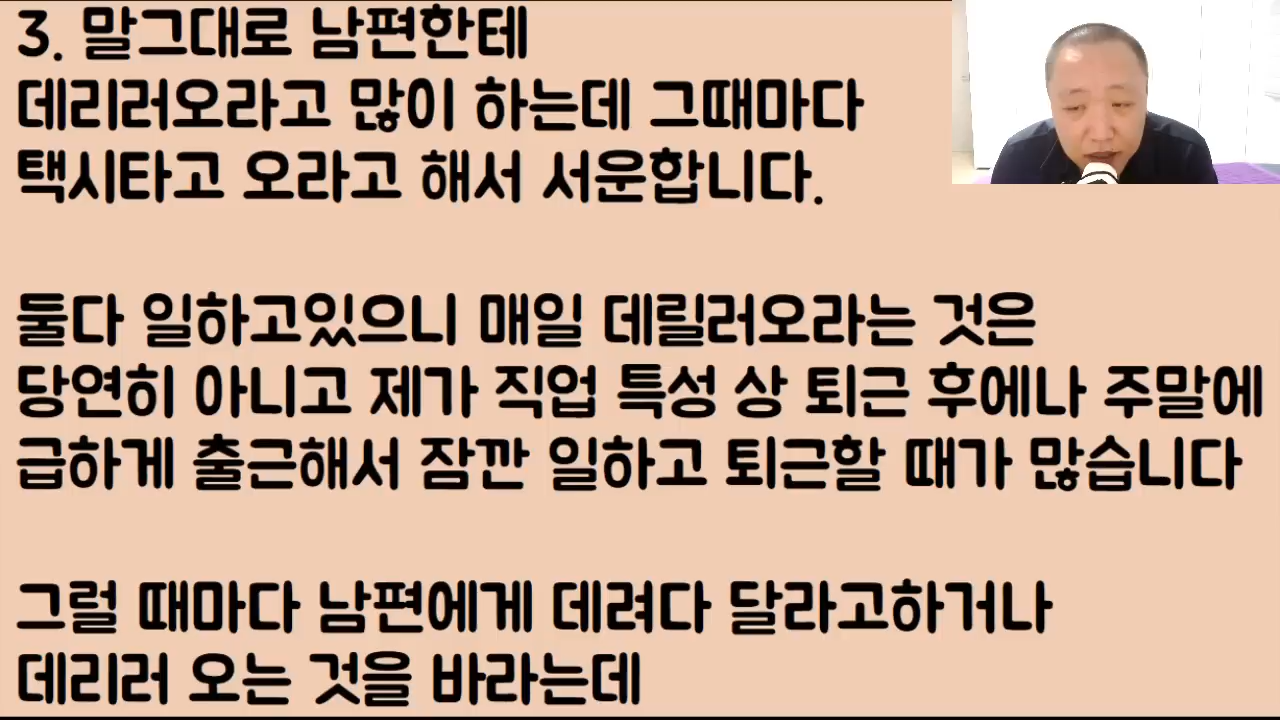 3. 말그대로 남편한테
데리러오라고 많이 하는데 그때마다
택시타고 오라고 해서 서운합니다.
둘다 일하고있으니 매일 데릴러오라는 것은
당연히 아니고 제가 직업 특성 상 퇴근 후에나 주말에
급하게 출근해서 잠깐 일하고 퇴근할 때가 많습니다
그럴 때마다 남편에게 데려다 달라고하거나
데리러 오는 것을 바라는데